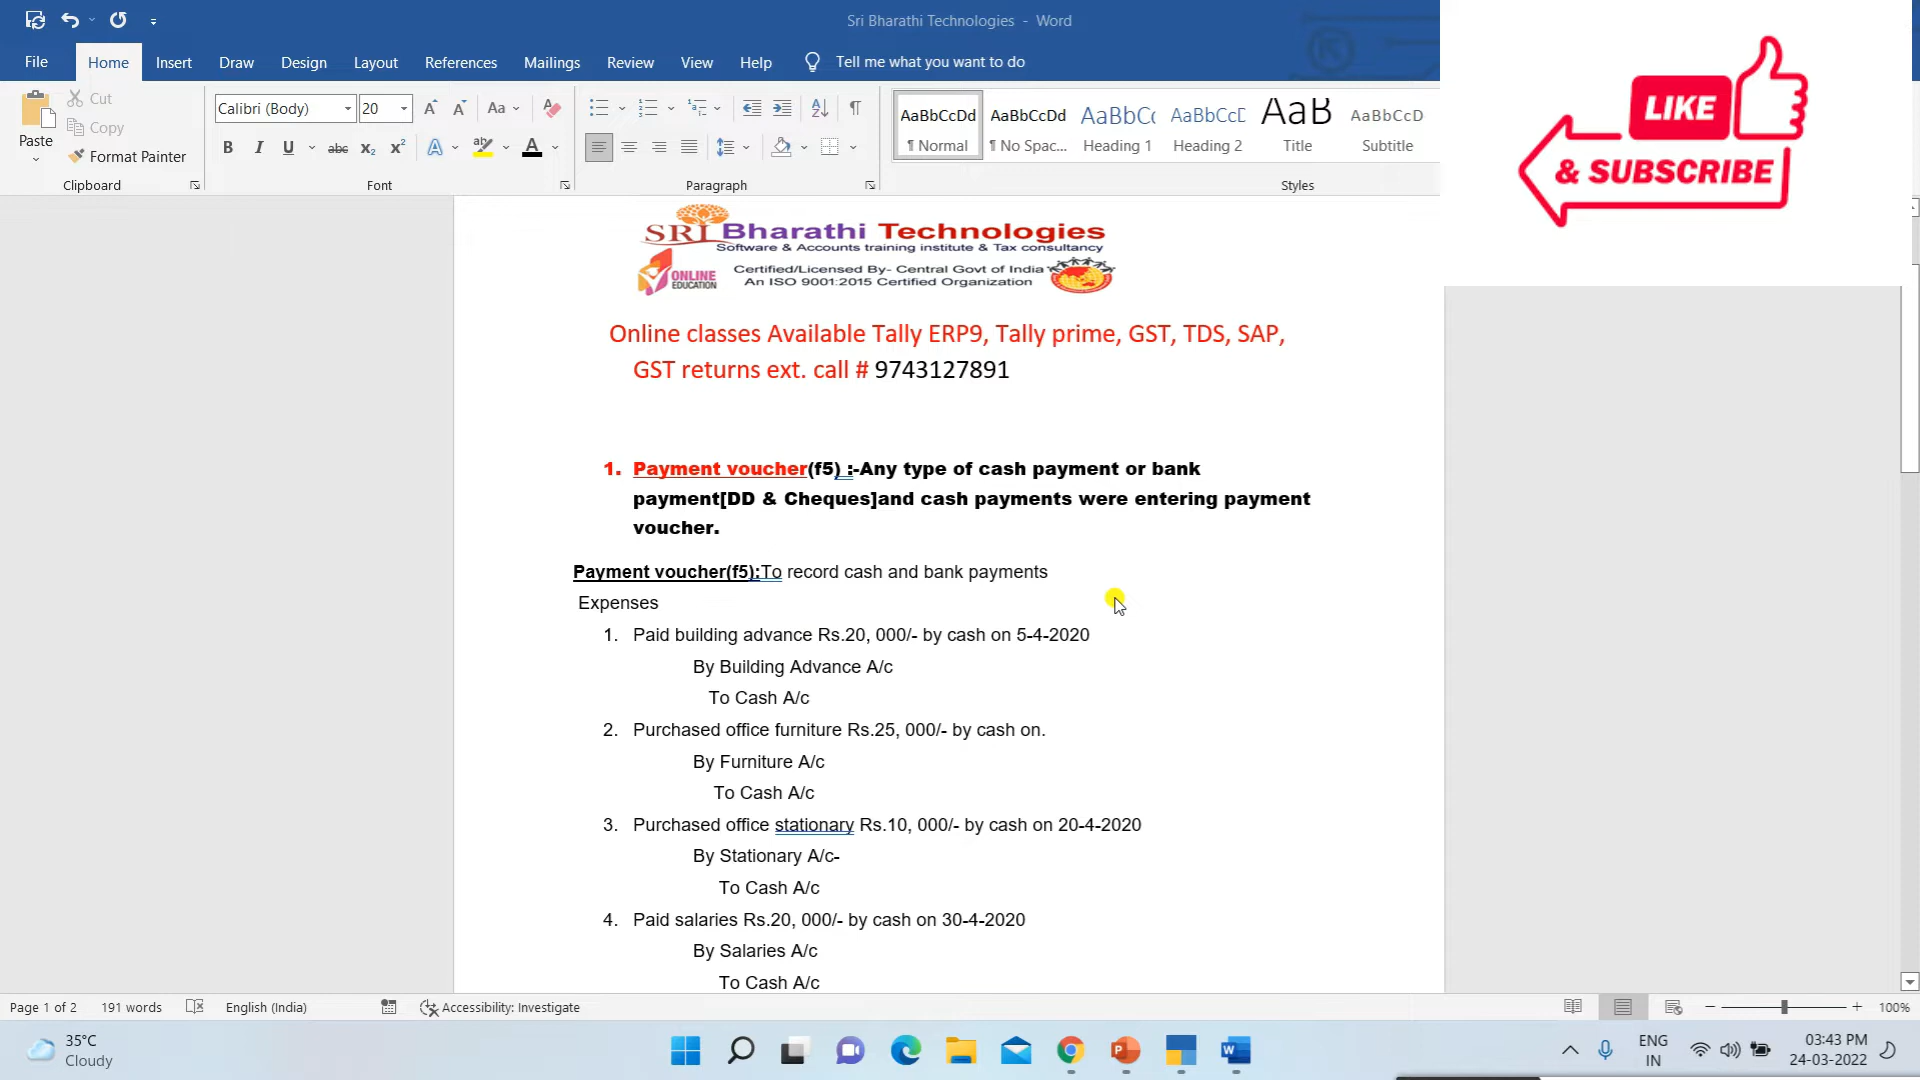 Sri Bharathi Technologies - Word
File Home Insert Draw Design Layout References Mailings Review View Help Tell me what you want to do
LIKE
& SUBSCRIBE
Paste
Cut
Copy
Format Painter
Clipboard
Calibri (Body) 20
Aa
B I U abc x₂ x² A ab A
Font
Paragraph
AaBbCcDd AaBbCcDd AaBbCc AaBbCcD AaB AaBbCcD
¶ Normal ¶ No Spac... Heading 1 Heading 2 Title Subtitle
Styles
SRI Bharathi Technologies
Software & Accounts training institute & Tax consultancy
ONLINE
EDUCATION
Certified/Licensed By- Central Govt of India
An ISO 9001:2015 Certified Organization
Online classes Available Tally ERP9, Tally prime, GST, TDS, SAP,
GST returns ext. call # 9743127891
1. Payment voucher(f5) :-Any type of cash payment or bank
payment[DD & Cheques]and cash payments were entering payment
voucher.
Payment voucher(f5):To record cash and bank payments
Expenses
1. Paid building advance Rs.20, 000/- by cash on 5-4-2020
By Building Advance A/c
To Cash A/c
2. Purchased office furniture Rs.25, 000/- by cash on.
By Furniture A/c
To Cash A/c
3. Purchased office stationary Rs.10, 000/- by cash on 20-4-2020
By Stationary A/c-
To Cash A/c
4. Paid salaries Rs.20, 000/- by cash on 30-4-2020
By Salaries A/c
To Cash A/c
Page 1 of 2 191 words English (India) Accessibility: Investigate 100%
35°C
Cloudy
ENG
IN
03:43 PM
24-03-2022